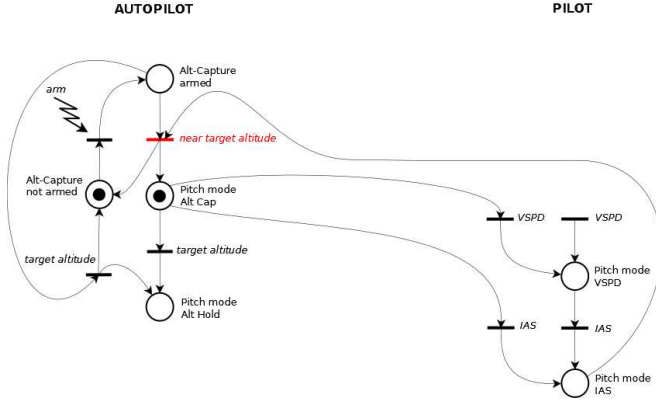 AUTOPILOT
PILOT
Alt-Capture
armed
arm
near target altitude
Alt-Capture
not armed
Pitch mode
Alt Cap
VSPD
VSPD
target altitude
target altitude
Pitch mode
VSPD
Pitch mode
Alt Hold
IAS
IAS
Pitch mode
IAS